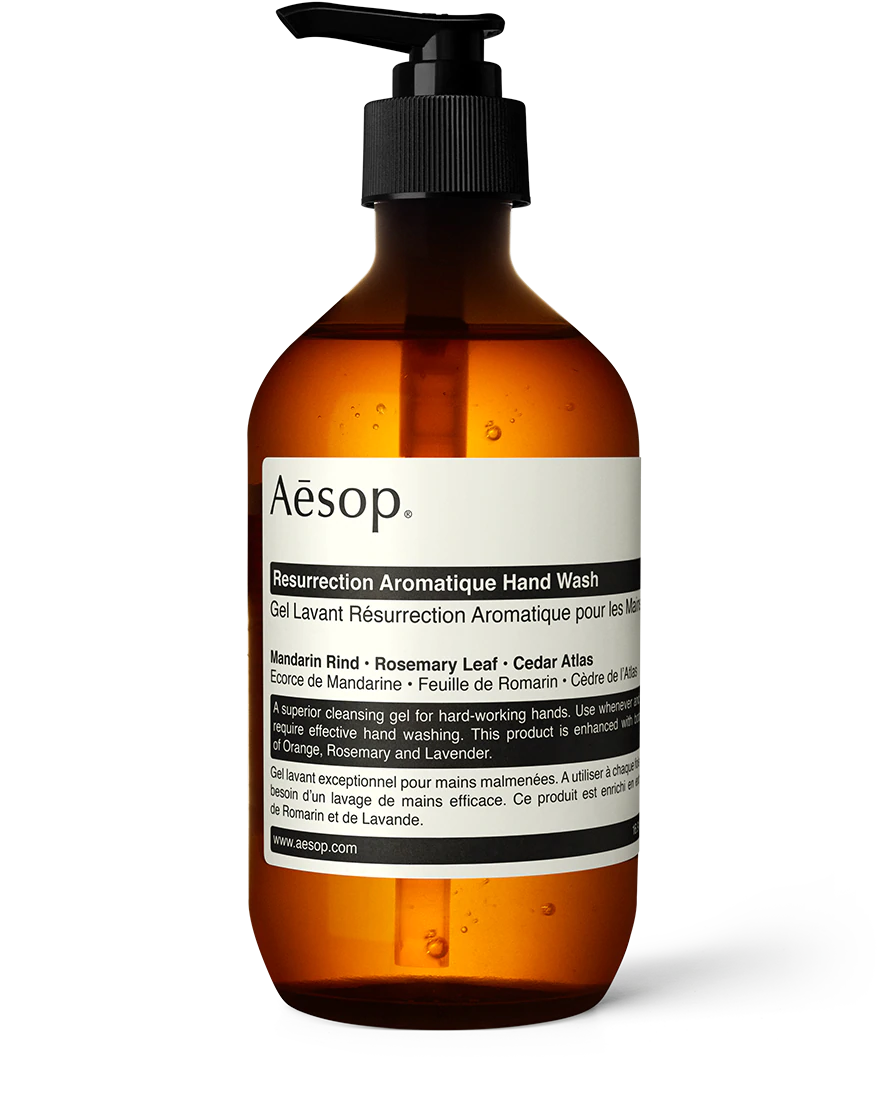 Aēsop®
Resurrection Aromatique Hand Wash
Gel Lavant Résurrection Aromatique pour les Mains
Mandarin Rind • Rosemary Leaf • Cedar Atlas
Ecorce de Mandarine • Feuille de Romarin • Cèdre de l'Atlas
A superior cleansing gel for hard-working hands. Use whenever
require effective hand washing. This product is enhanced with
of Orange, Rosemary and Lavender.
Gel lavant exceptionnel pour mains malmenées. A utiliser à chaque
besoin d'un lavage de mains efficace. Ce produit est enrichi en
de Romarin et de Lavande.
www.aesop.com